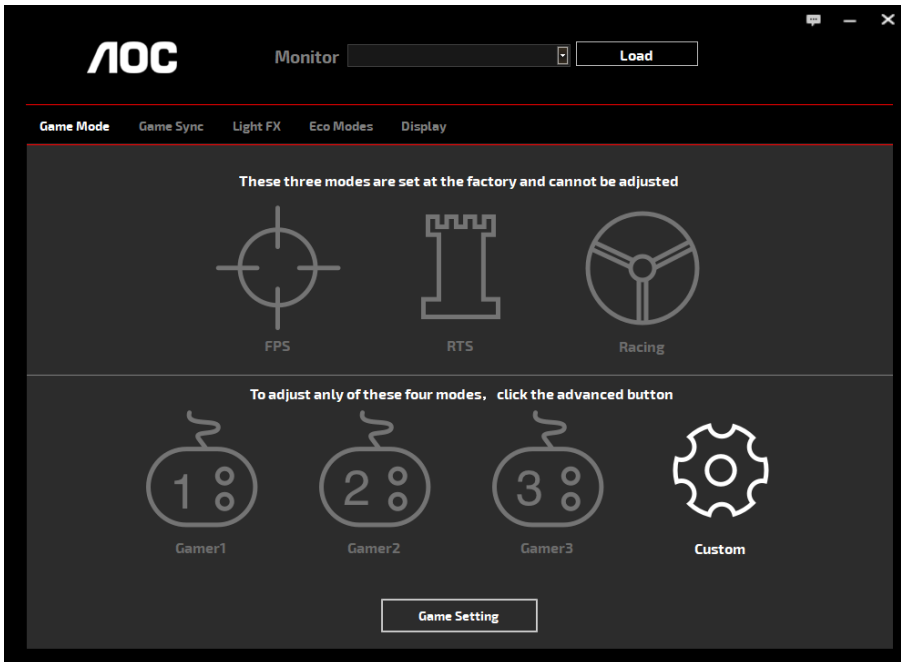 AOC
Monitor
Load
Game Mode Game Sync Light FX Eco Modes Display
These three modes are set at the factory and cannot be adjusted
FPS RTS Racing
To adjust anly of these four modes, click the advanced button
1 2 3
Gamer1 Gamer2 Gamer3 Custom
Game Setting